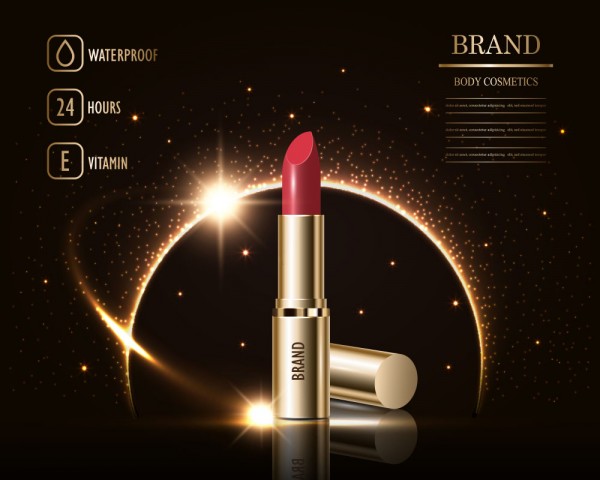 WATERPROOF
24 HOURS
E VITAMIN
BRAND
BODY COSMETICS
BRAND